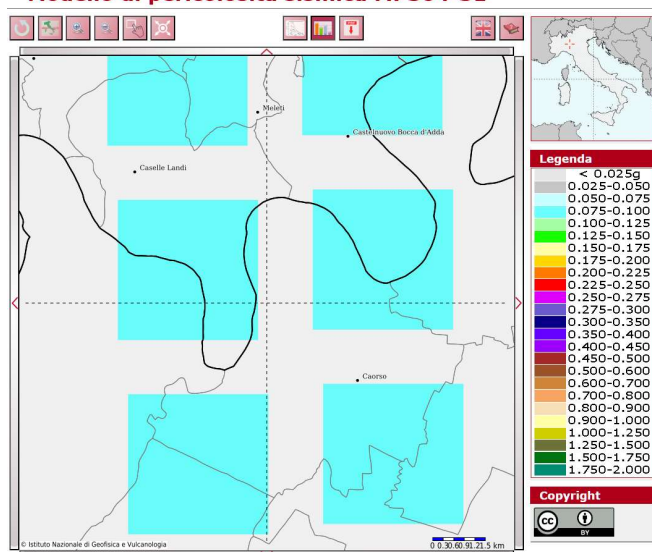 Meleti
Castelnuovo Bocca d'Adda
Caselle Landi
Caorso
© Istituto Nazionale di Geofisica e Vulcanologia
0 0.30.60.91.21.5 km
Legenda
< 0.025g
0.025-0.050
0.050-0.075
0.075-0.100
0.100-0.125
0.125-0.150
0.150-0.175
0.175-0.200
0.200-0.225
0.225-0.250
0.250-0.275
0.275-0.300
0.300-0.350
0.350-0.400
0.400-0.450
0.450-0.500
0.500-0.600
0.600-0.700
0.700-0.800
0.800-0.900
0.900-1.000
1.000-1.250
1.250-1.500
1.500-1.750
1.750-2.000
Copyright
cc
BY